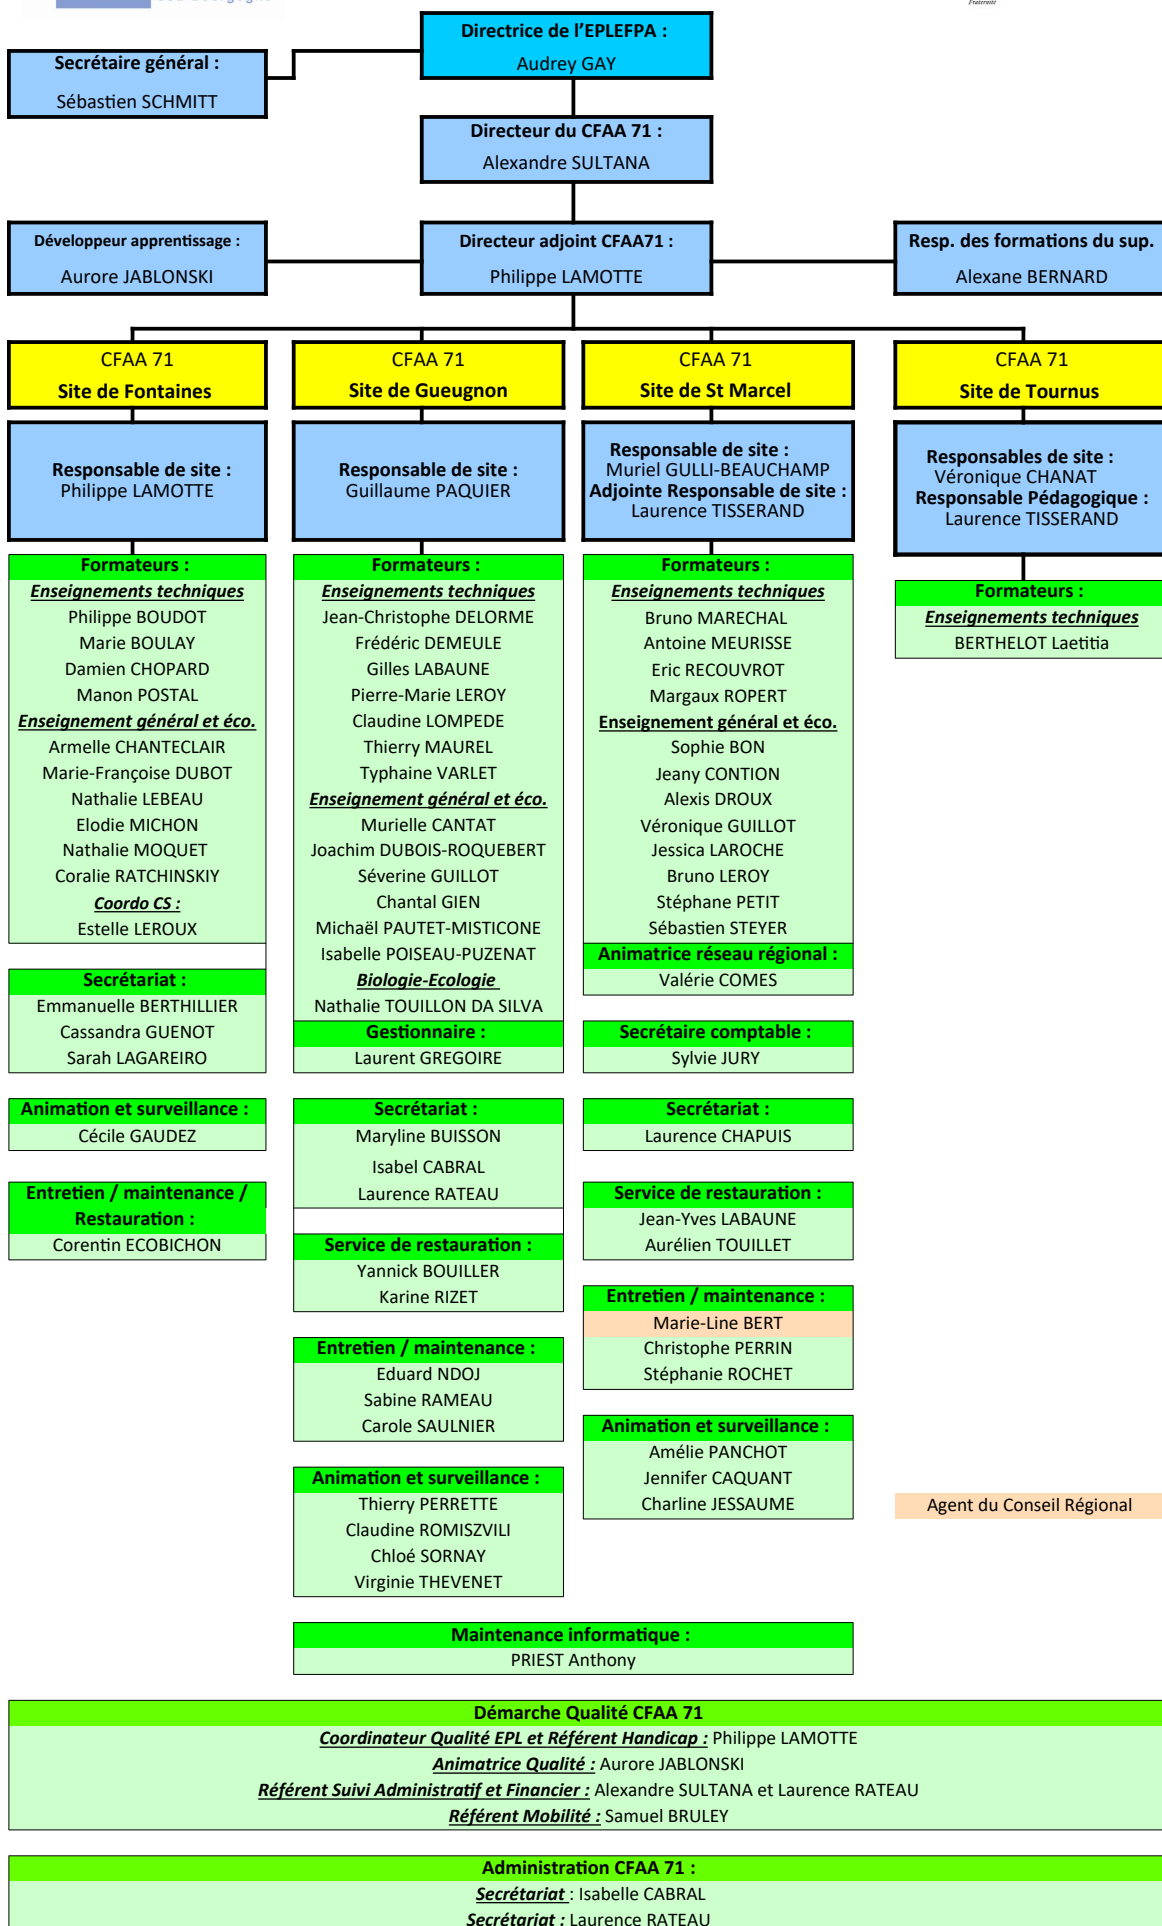 Fraternité
Directrice de l'EPLEFPA :
Audrey GAY
Secrétaire général :
Sébastien SCHMITT
Directeur du CFAA 71 :
Alexandre SULTANA
Développeur apprentissage :
Aurore JABLONSKI
Directeur adjoint CFAA71 :
Philippe LAMOTTE
Resp. des formations du sup.
Alexane BERNARD
CFAA 71
Site de Fontaines
Responsable de site :
Philippe LAMOTTE
Formateurs :
Enseignements techniques
Philippe BOUDOT
Marie BOULAY
Damien CHOPARD
Manon POSTAL
Enseignement général et éco.
Armelle CHANTECLAIR
Marie-Françoise DUBOT
Nathalie LEBEAU
Elodie MICHON
Nathalie MOQUET
Coralie RATCHINSKIY
Coordo CS :
Estelle LEROUX
Secrétariat :
Emmanuelle BERTHILLIER
Cassandra GUENOT
Sarah LAGAREIRO
Animation et surveillance :
Cécile GAUDEZ
Entretien / maintenance /
Restauration :
Corentin ECOBICHON
CFAA 71
Site de Gueugnon
Responsable de site :
Guillaume PAQUIER
Formateurs :
Enseignements techniques
Jean-Christophe DELORME
Frédéric DEMEULE
Gilles LABAUNE
Pierre-Marie LEROY
Claudine LOMPEDE
Thierry MAUREL
Typhaine VARLET
Enseignement général et éco.
Murielle CANTAT
Joachim DUBOIS-ROQUEBERT
Séverine GUILLOT
Chantal GIEN
Michaël PAUTET-MISTICONE
Isabelle POISEAU-PUZENAT
Biologie-Ecologie
Nathalie TOUILLON DA SILVA
Gestionnaire :
Laurent GREGOIRE
Secrétariat :
Maryline BUISSON
Isabel CABRAL
Laurence RATEAU
Service de restauration :
Yannick BOUILLER
Karine RIZET
Entretien / maintenance :
Eduard NDOJ
Sabine RAMEAU
Carole SAULNIER
Animation et surveillance :
Thierry PERRETTE
Claudine ROMISZVILI
Chloé SORNAY
Virginie THEVENET
CFAA 71
Site de St Marcel
Responsable de site :
Muriel GULLI-BEAUCHAMP
Adjointe Responsable de site :
Laurence TISSERAND
Formateurs :
Enseignements techniques
Bruno MARECHAL
Antoine MEURISSE
Eric RECOUVROT
Margaux ROPERT
Enseignement général et éco.
Sophie BON
Jeany CONTION
Alexis DROUX
Véronique GUILLOT
Jessica LAROCHE
Bruno LEROY
Stéphane PETIT
Sébastien STEYER
Animatrice réseau régional :
Valérie COMES
Secrétaire comptable :
Sylvie JURY
Secrétariat :
Laurence CHAPUIS
Service de restauration :
Jean-Yves LABAUNE
Aurélien TOUILLET
Entretien / maintenance :
Marie-Line BERT
Christophe PERRIN
Stéphanie ROCHET
Animation et surveillance :
Amélie PANCHOT
Jennifer CAQUANT
Charline JESSAUME
CFAA 71
Site de Tournus
Responsables de site :
Véronique CHANAT
Responsable Pédagogique :
Laurence TISSERAND
Formateurs :
Enseignements techniques
BERTHELOT Laetitia
Agent du Conseil Régional
Maintenance informatique :
PRIEST Anthony
Démarche Qualité CFAA 71
Coordinateur Qualité EPL et Référent Handicap : Philippe LAMOTTE
Animatrice Qualité : Aurore JABLONSKI
Référent Suivi Administratif et Financier : Alexandre SULTANA et Laurence RATEAU
Référent Mobilité : Samuel BRULEY
Administration CFAA 71 :
Secrétariat : Isabelle CABRAL
Secrétariat : Laurence RATEAU